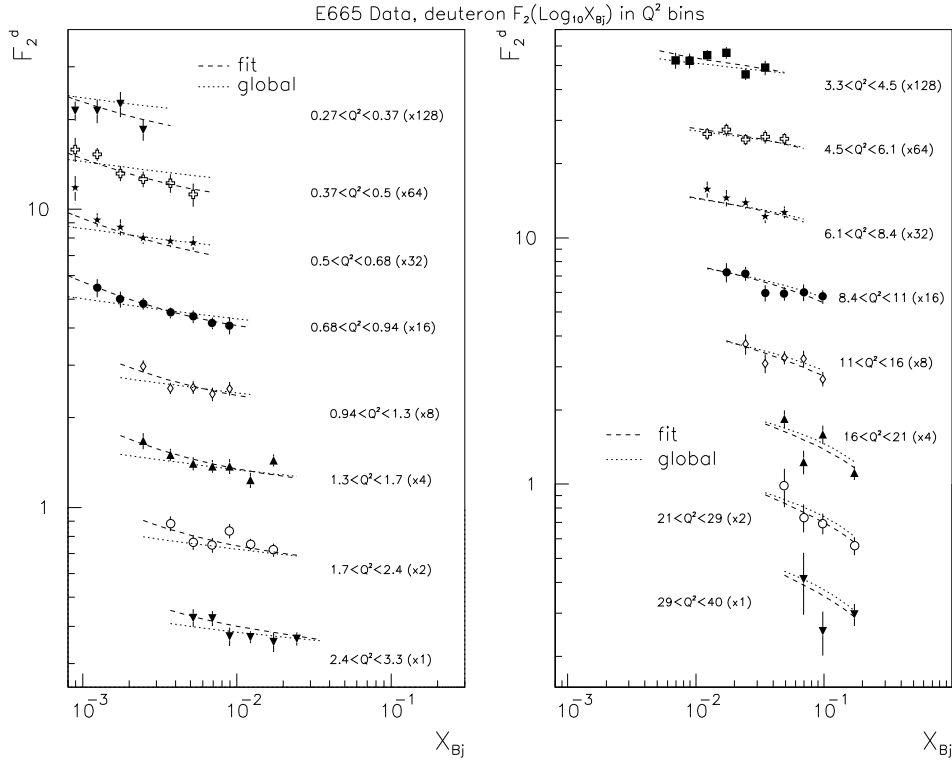 E665 Data, deuteron F₂(Log₁₀X_Bj) in Q² bins
F₂ᵈ
fit
global
0.27<Q²<0.37 (x128)
0.37<Q²<0.5 (x64)
10
0.5<Q²<0.68 (x32)
0.68<Q²<0.94 (x16)
0.94<Q²<1.3 (x8)
1.3<Q²<1.7 (x4)
1
1.7<Q²<2.4 (x2)
2.4<Q²<3.3 (x1)
10⁻³
10⁻²
10⁻¹
X_Bj
F₂ᵈ
3.3<Q²<4.5 (x128)
4.5<Q²<6.1 (x64)
6.1<Q²<8.4 (x32)
10
8.4<Q²<11 (x16)
11<Q²<16 (x8)
16<Q²<21 (x4)
fit
global
1
21<Q²<29 (x2)
29<Q²<40 (x1)
10⁻³
10⁻²
10⁻¹
X_Bj